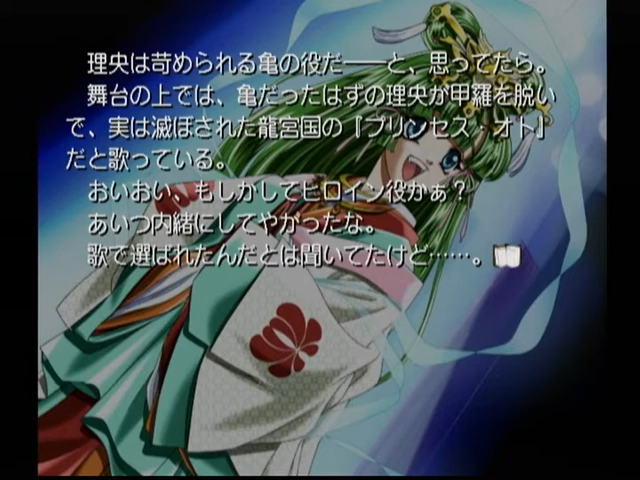 理央は苛められる亀の役だ――と、思ってたら。
　舞台の上では、亀だったはずの理央が甲羅を脱い
で、実は滅ぼされた龍宮国の『プリンセス・オト』
だと歌っている。
　おいおい、もしかしてヒロイン役かぁ？
　あいつ内緒にしてやがったな。
　歌で選ばれたんだとは聞いてたけど……。